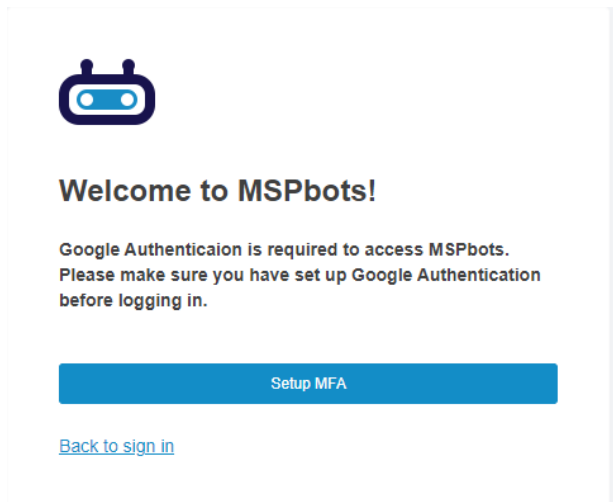 Welcome to MSPbots!
Google Authenticaion is required to access MSPbots.
Please make sure you have set up Google Authentication
before logging in.
Setup MFA
Back to sign in